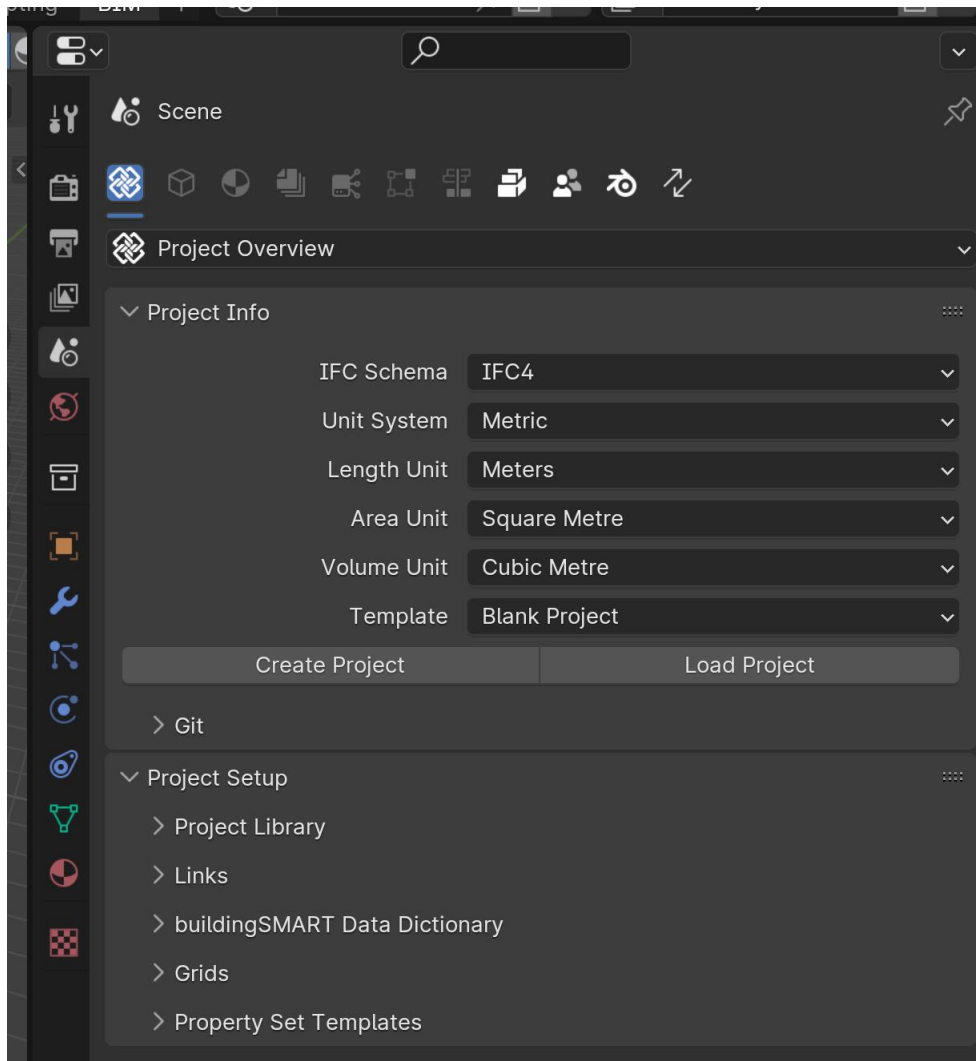 BIM
Scene
Project Overview
Project Info
IFC Schema IFC4
Unit System Metric
Length Unit Meters
Area Unit Square Metre
Volume Unit Cubic Metre
Template Blank Project
Create Project Load Project
Git
Project Setup
Project Library
Links
buildingSMART Data Dictionary
Grids
Property Set Templates